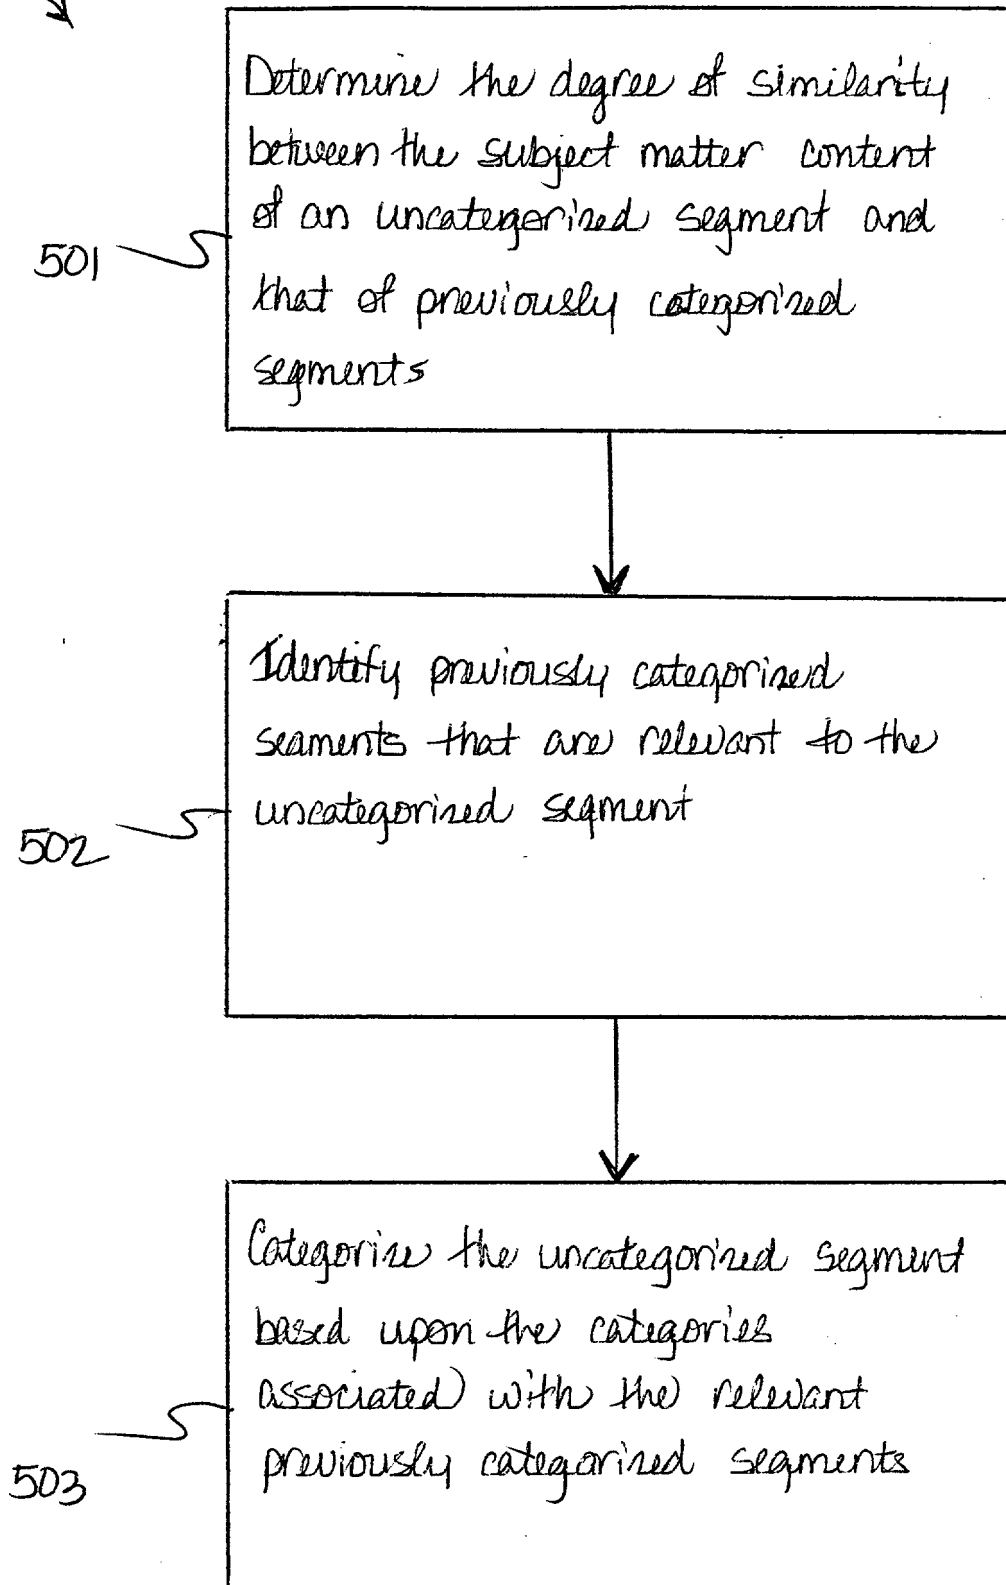 Determine the degree of similarity
between the subject matter content
of an uncategorized segment and
501
that of previously categorized
segments
Identify previously categorized
seaments that are relevant to the
uncategorized segment
502
Categorize the uncategorized segment
based upon the categories
associated with the relevant
previously categorized segments
503